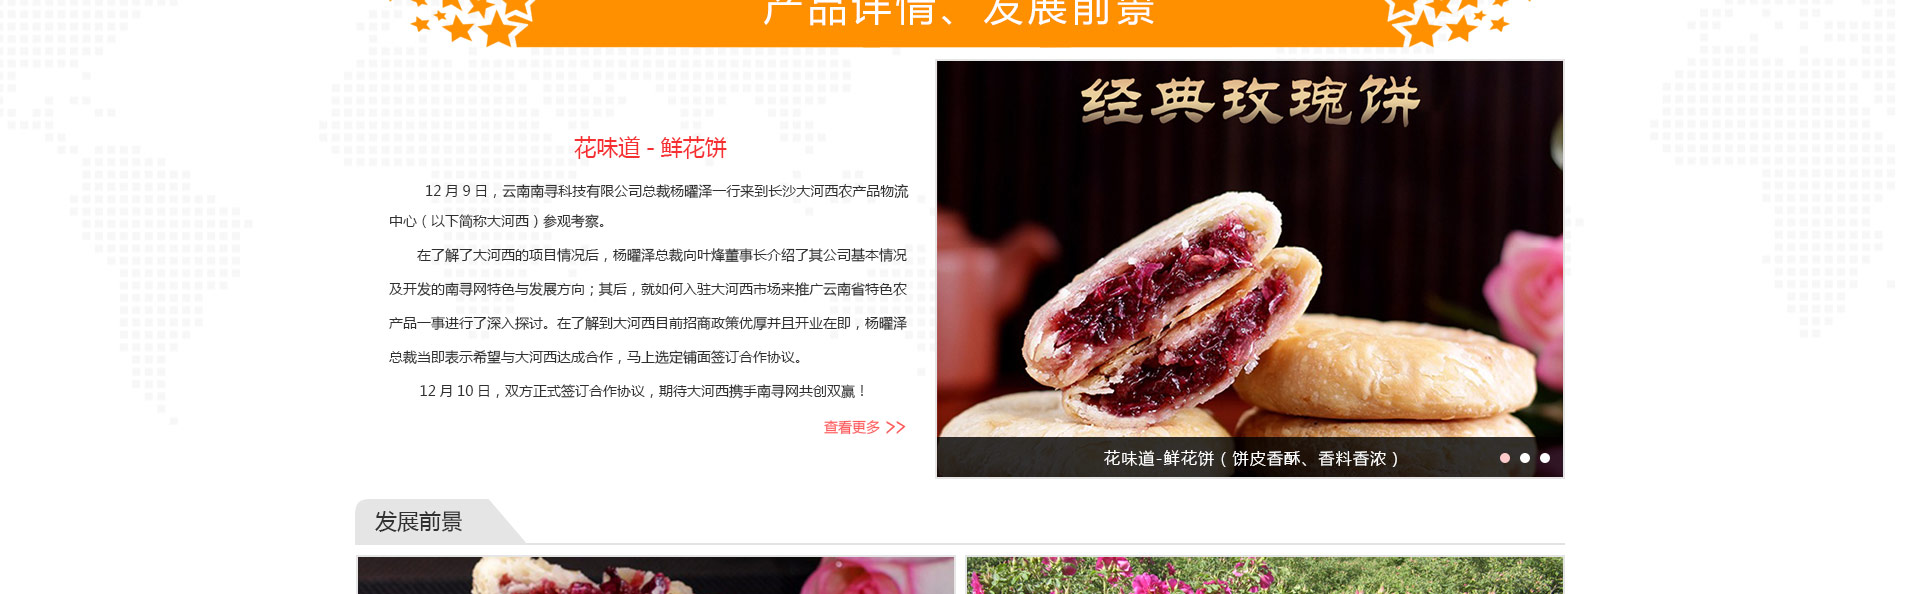 产品详情、发展前景
经典玫瑰饼
花味道 - 鲜花饼
12 月 9 日，云南南寻科技有限公司总裁杨曜泽一行来到长沙大河西农产品物流
中心（以下简称大河西）参观考察。
在了解了大河西的项目情况后，杨曜泽总裁向叶烽董事长介绍了其公司基本情况
及开发的南寻网特色与发展方向；其后，就如何入驻大河西市场来推广云南省特色农
产品一事进行了深入探讨。在了解到大河西目前招商政策优厚并且开业在即，杨曜泽
总裁当即表示希望与大河西达成合作，马上选定铺面签订合作协议。
12 月 10 日，双方正式签订合作协议，期待大河西携手南寻网共创双赢！
查看更多 >>
花味道-鲜花饼（饼皮香酥、香料香浓）
发展前景